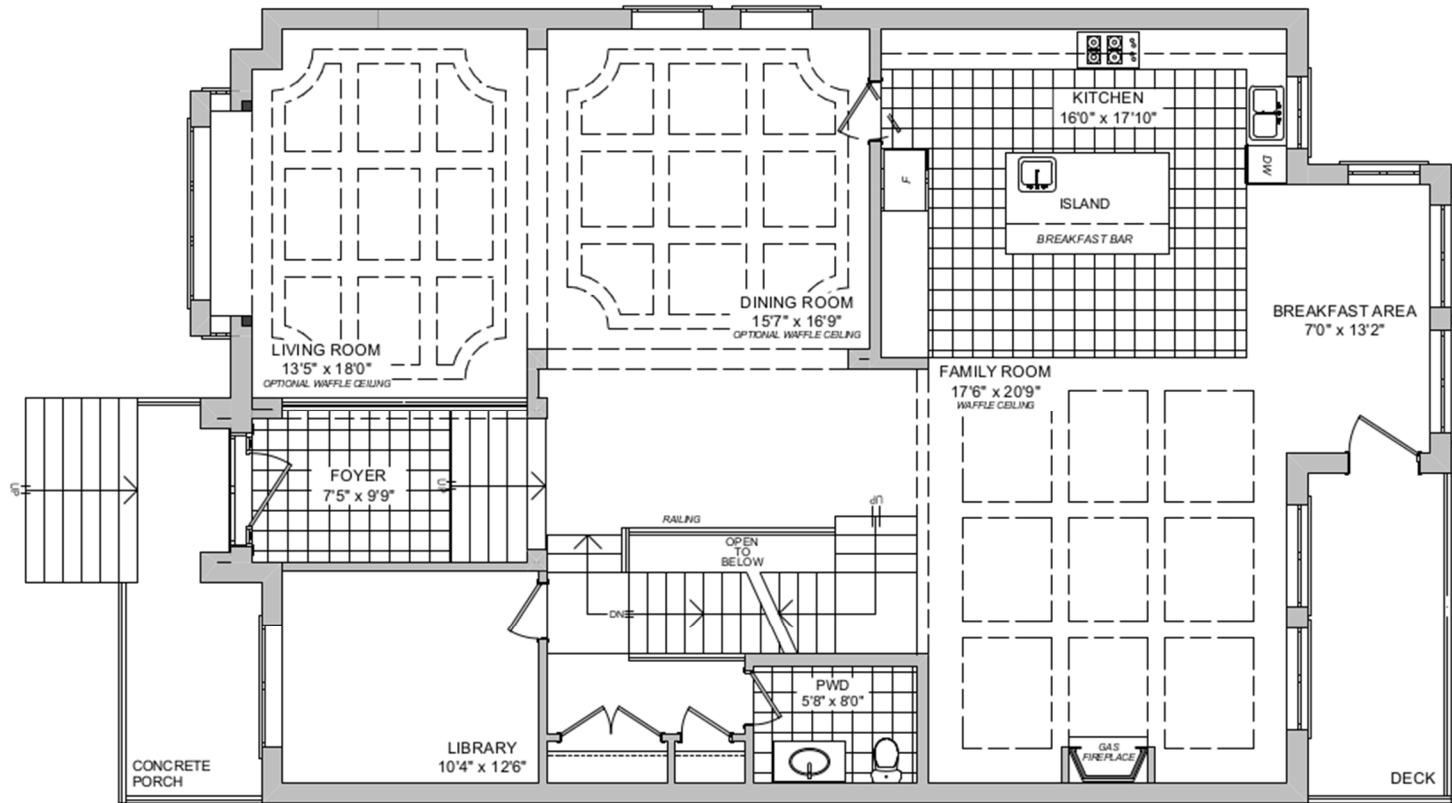 KITCHEN
16'0" x 17'10"
DW
F
ISLAND
BREAKFAST BAR
DINING ROOM
15'7" x 16'9"
OPTIONAL WAFFLE CEILING
BREAKFAST AREA
7'0" x 13'2"
LIVING ROOM
13'5" x 18'0"
OPTIONAL WAFFLE CEILING
FAMILY ROOM
17'6" x 20'9"
WAFFLE CEILING
UP
FOYER
7'5" x 9'9"
UP
UP
RAILING
OPEN
TO
BELOW
DN
PWD
5'8" x 8'0"
LIBRARY
10'4" x 12'6"
GAS
FIREPLACE
CONCRETE
PORCH
DECK